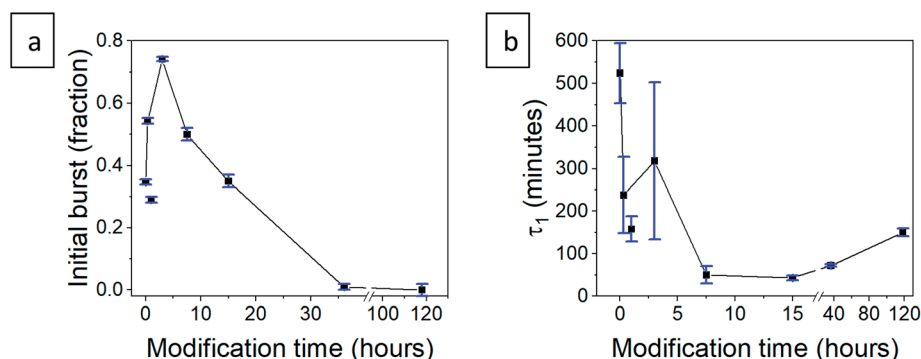 a
0.8
0.6
0.4
0.2
0.0
Initial burst (fraction)
0 10 20 30 100 120
Modification time (hours)
b
600
500
400
300
200
150
100
50
0
τ1 (minutes)
0 5 10 15 40 80 120
Modification time (hours)